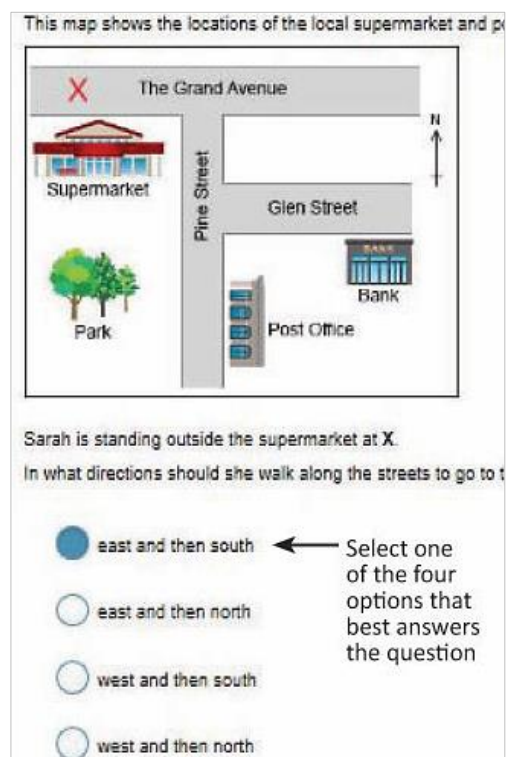 This map shows the locations of the local supermarket and
X
The Grand Avenue
N
Supermarket
Pine Street
Glen Street
BANK
Bank
Park
Post Office
Sarah is standing outside the supermarket at X.
In what directions should she walk along the streets to go to
east and then south
Select one
of the four
options that
best answers
the question
east and then north
west and then south
west and then north